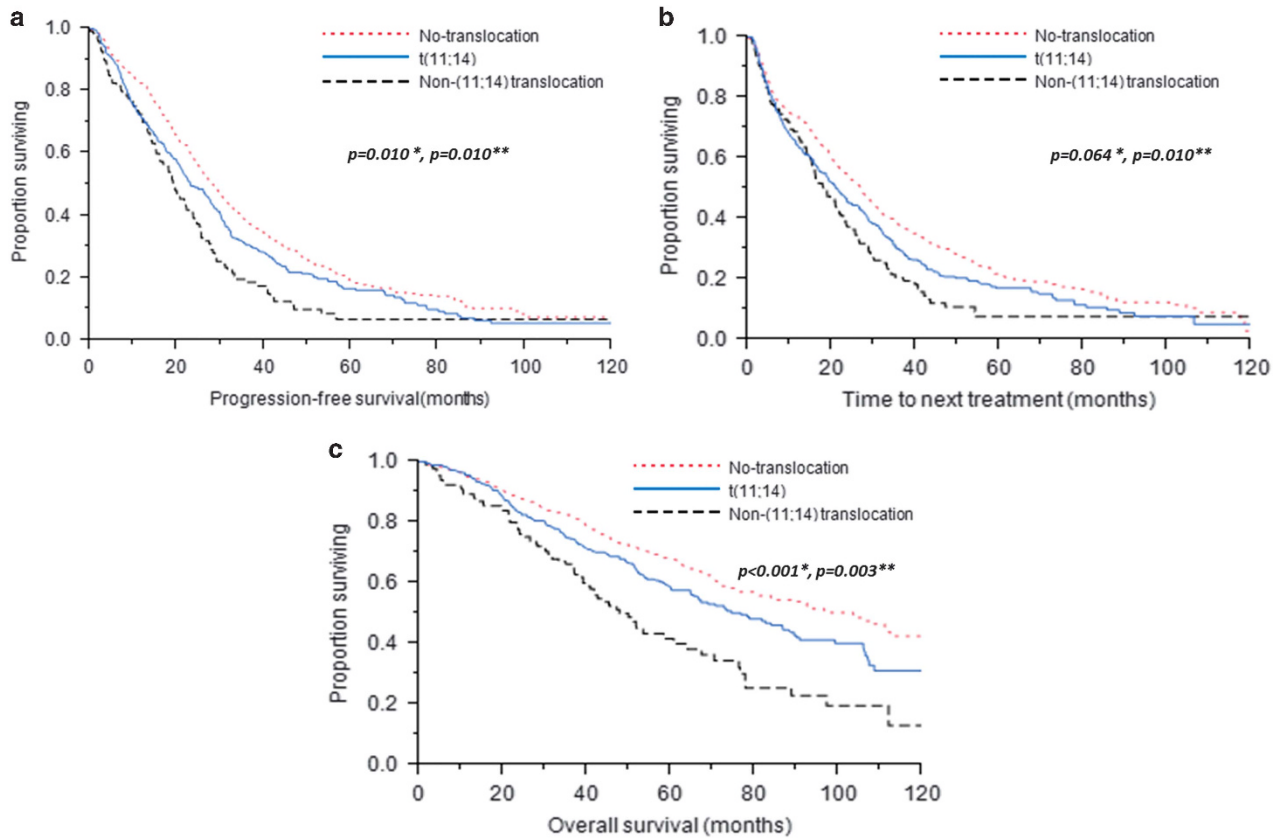 a
1.0
0.8
0.6
0.4
0.2
0.0
Proportion surviving
No-translocation
t(11;14)
Non-(11;14) translocation
p=0.010 *, p=0.010**
0 20 40 60 80 100 120
Progression-free survival(months)
b
1.0
0.8
0.6
0.4
0.2
0.0
Proportion surviving
No-translocation
t(11;14)
Non-(11;14) translocation
p=0.064 *, p=0.010**
0 20 40 60 80 100 120
Time to next treatment (months)
c
1.0
0.8
0.6
0.4
0.2
0.0
Proportion surviving
No-translocation
t(11;14)
Non-(11;14) translocation
p<0.001*, p=0.003**
0 20 40 60 80 100 120
Overall survival (months)